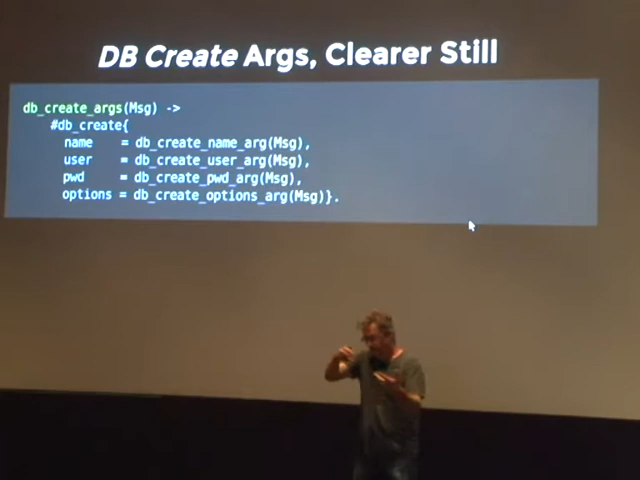 DB Create Args, Clearer Still
db_create_args(Msg) ->
    #db_create{
      name    = db_create_name_arg(Msg),
      user    = db_create_user_arg(Msg),
      pwd     = db_create_pwd_arg(Msg),
      options = db_create_options_arg(Msg)}.